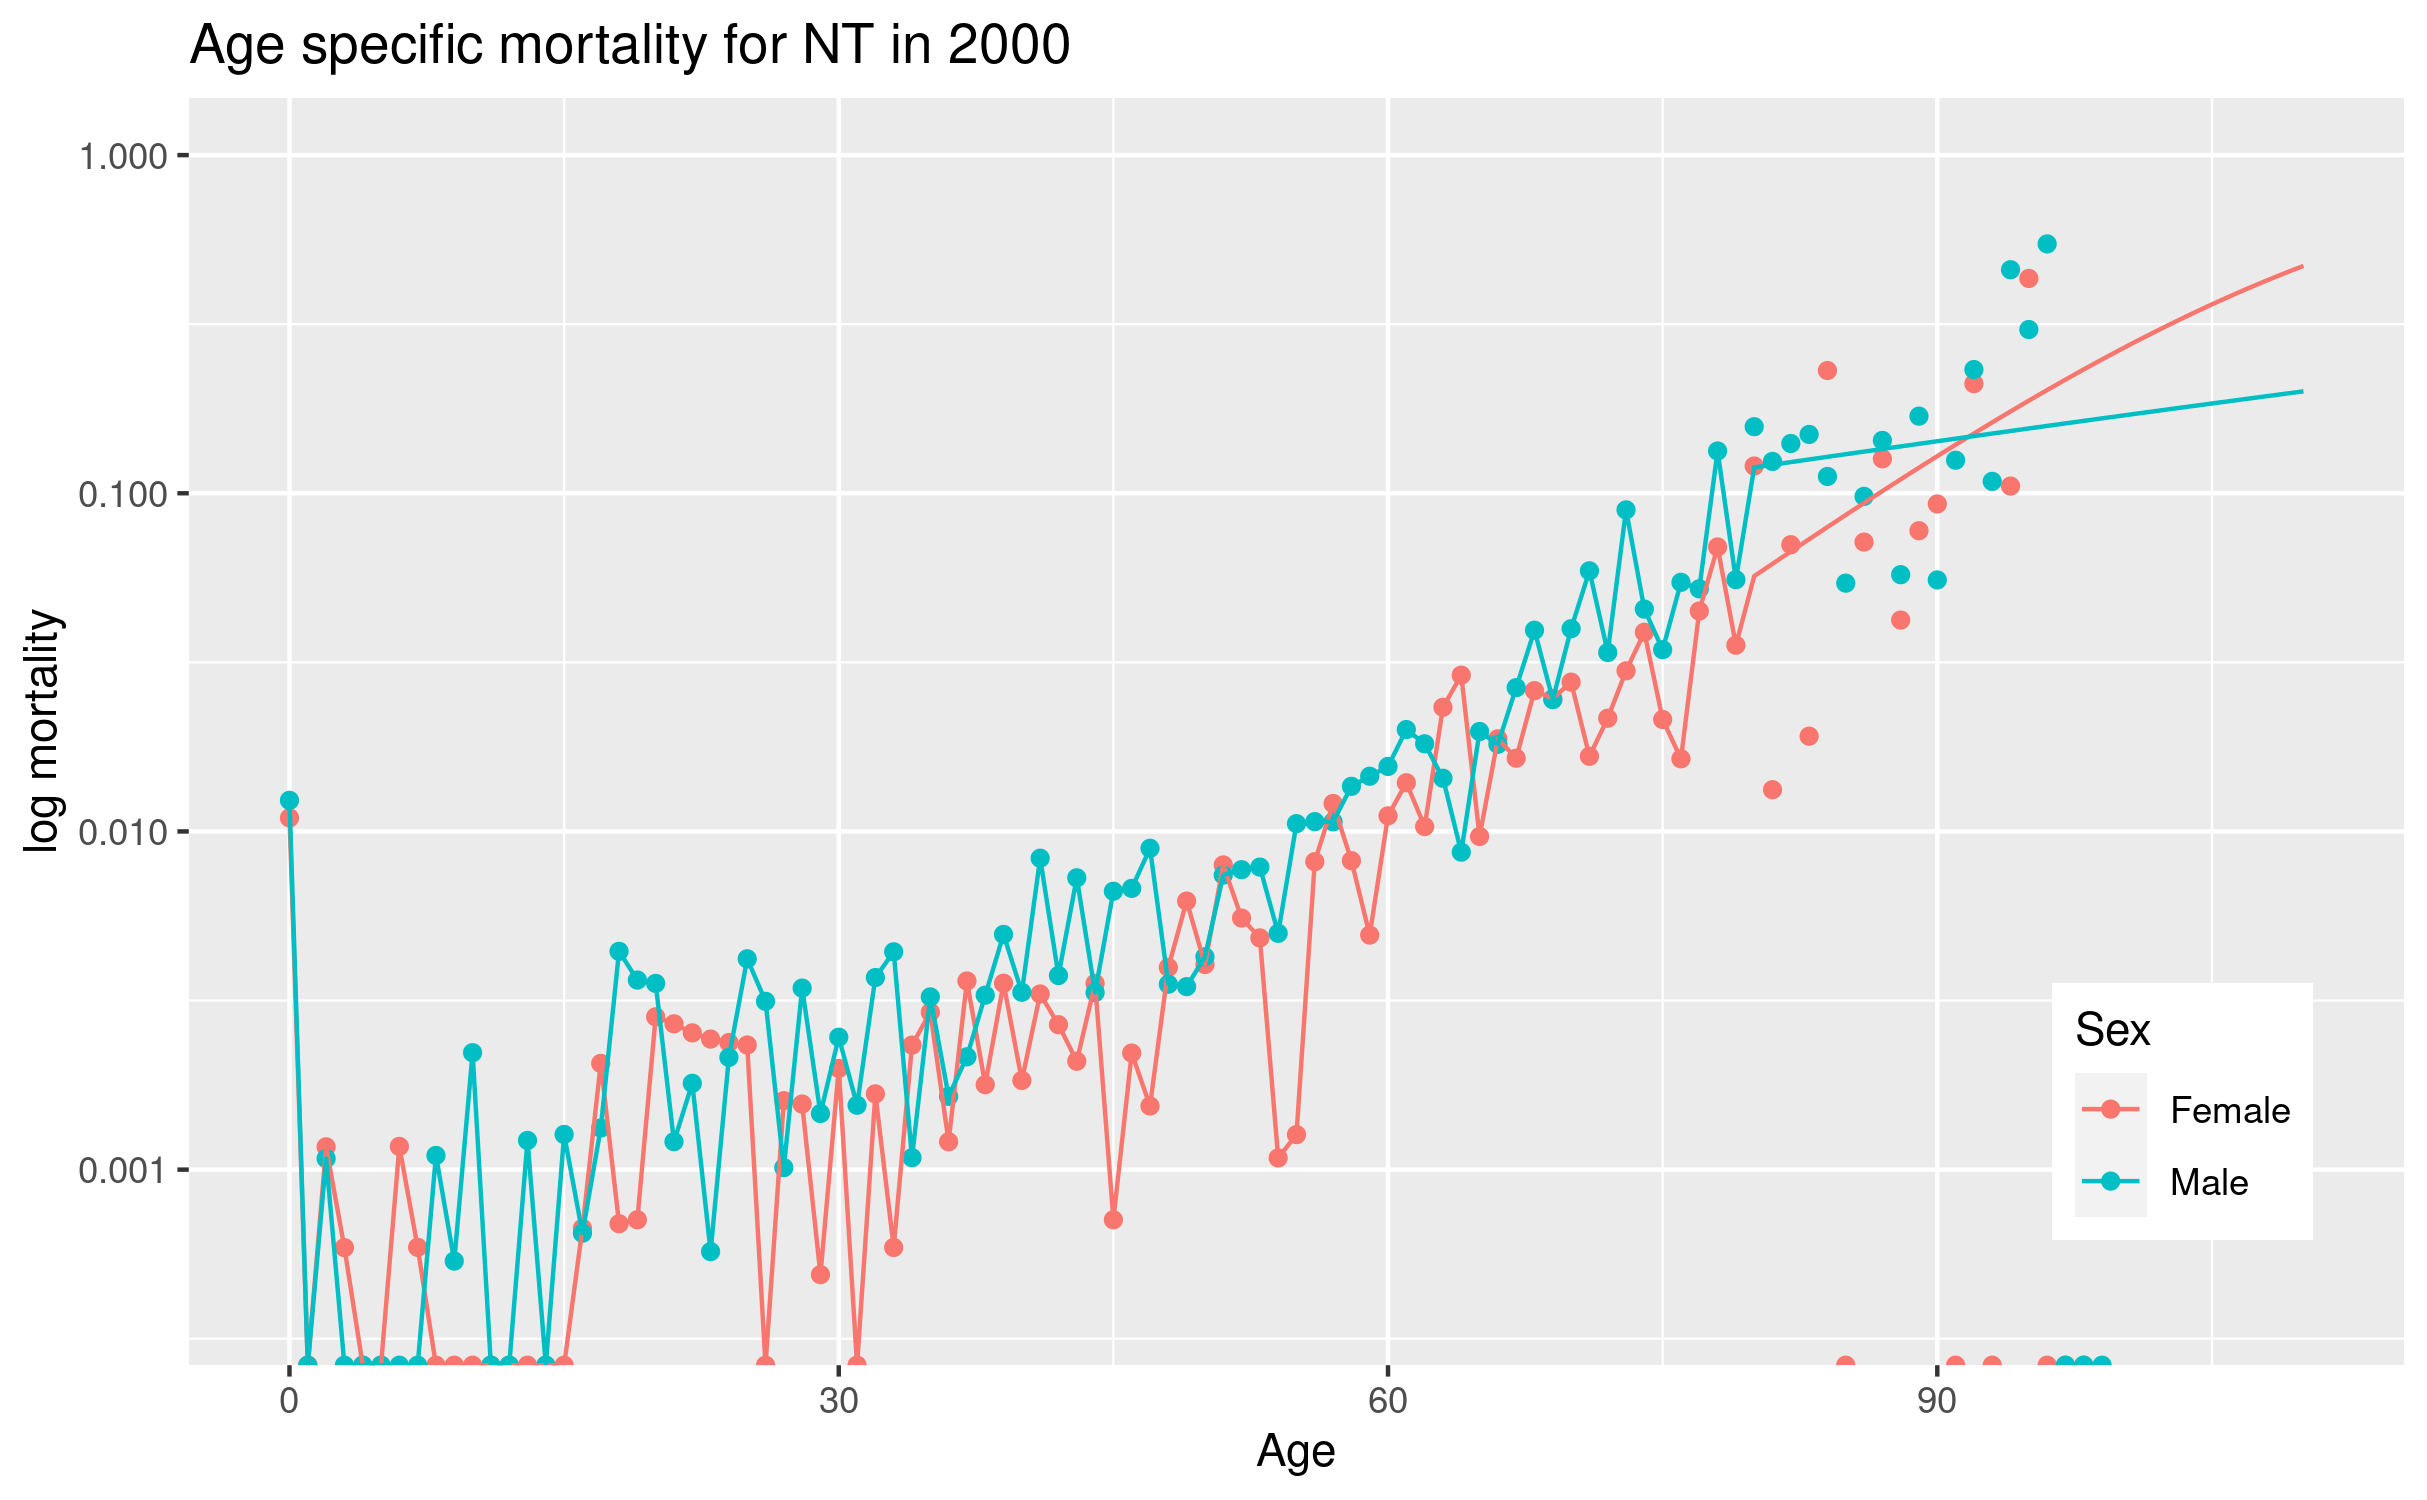 Age specific mortality for NT in 2000
1.000
0.100
0.010
0.001
log mortality
0 30 60 90
Age
Sex
Female
Male